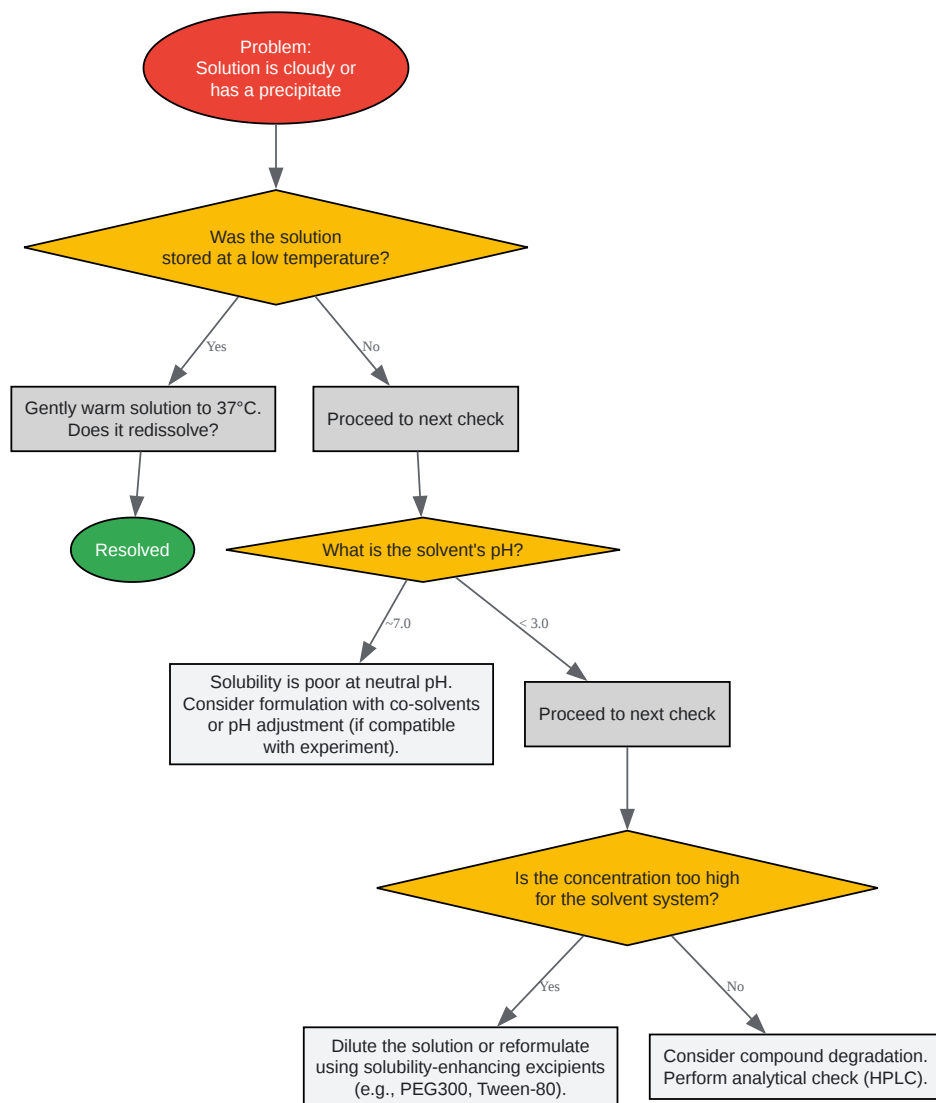 Problem:
Solution is cloudy or
has a precipitate
Was the solution
stored at a low temperature?
Yes
No
Gently warm solution to 37°C.
Does it redissolve?
Proceed to next check
Resolved
What is the solvent's pH?
~7.0
< 3.0
Solubility is poor at neutral pH.
Consider formulation with co-solvents
or pH adjustment (if compatible
with experiment).
Proceed to next check
Is the concentration too high
for the solvent system?
Yes
No
Dilute the solution or reformulate
using solubility-enhancing excipients
(e.g., PEG300, Tween-80).
Consider compound degradation.
Perform analytical check (HPLC).